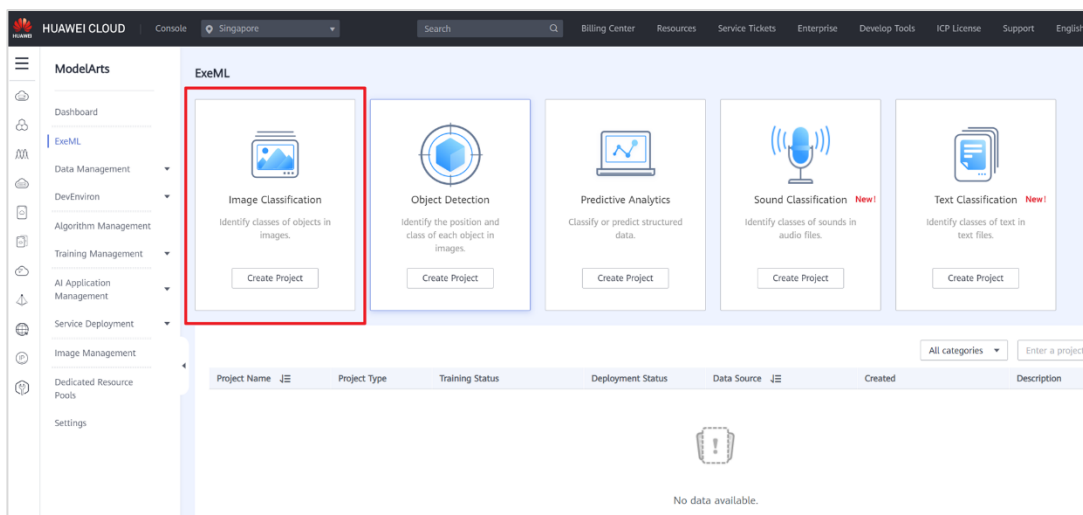 HUAWEI
HUAWEI CLOUD
Console
Singapore
Search
Billing Center
Resources
Service Tickets
Enterprise
Develop Tools
ICP License
Support
English
ModelArts
Dashboard
ExeML
Data Management
DevEnviron
Algorithm Management
Training Management
AI Application
Management
Service Deployment
Image Management
Dedicated Resource
Pools
Settings
ExeML
Image Classification
Identify classes of objects in
images.
Create Project
Object Detection
Identify the position and
class of each object in
images.
Create Project
Predictive Analytics
Classify or predict structured
data.
Create Project
Sound Classification New!
Identify classes of sounds in
audio files.
Create Project
Text Classification New!
Identify classes of text in
text files.
Create Project
All categories
Enter a project
Project Name
Project Type
Training Status
Deployment Status
Data Source
Created
Description
No data available.